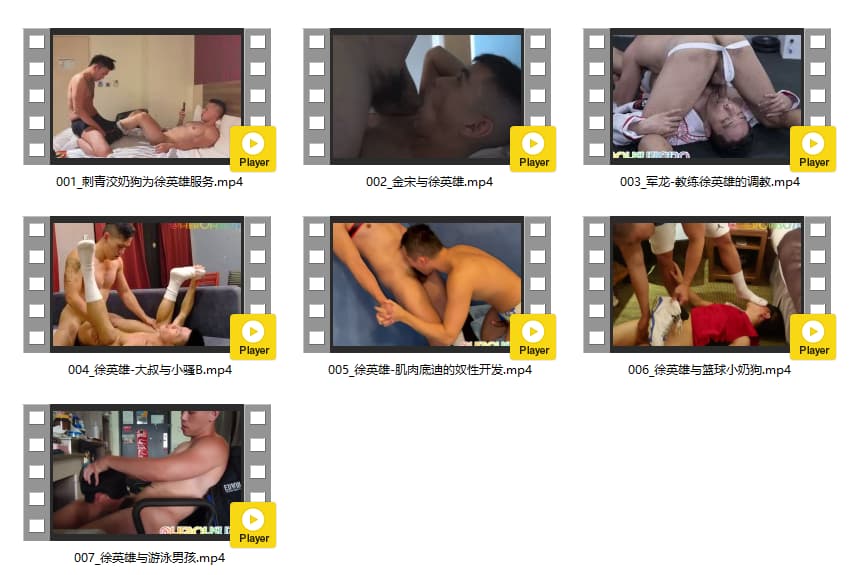 Player
Player
Player
001_刺青洨奶狗为徐英雄服务.mp4
002_金宋与徐英雄.mp4
003_军龙-教练徐英雄的调教.mp4
Player
Player
Player
004_徐英雄-大叔与小骚B.mp4
005_徐英雄-肌肉底迪的奴性开发.mp4
006_徐英雄与篮球小奶狗.mp4
Player
007_徐英雄与游泳男孩.mp4